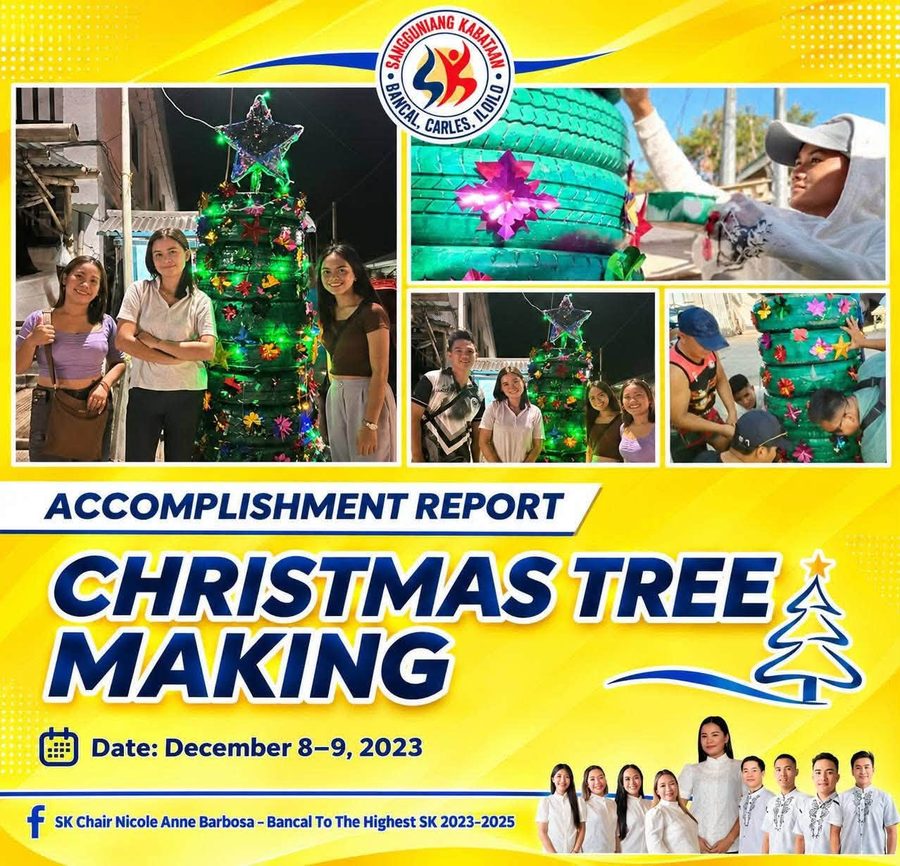 SANGGUNIANG KABATAAN
SK
• BANCAL, CARLES, ILOILO •
ACCOMPLISHMENT REPORT
CHRISTMAS TREE
MAKING
Date: December 8–9, 2023
f SK Chair Nicole Anne Barbosa – Bancal To The Highest SK 2023-2025